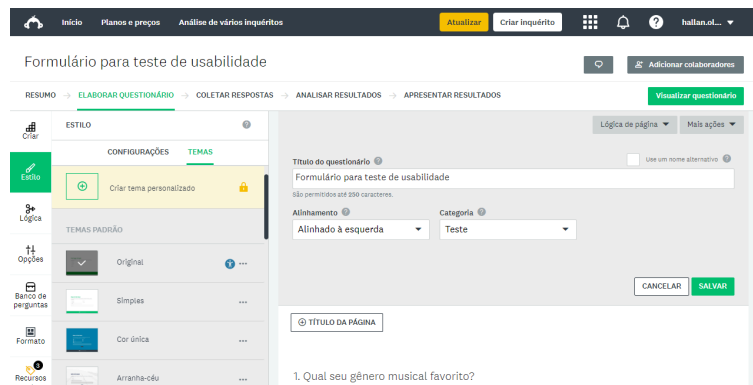 Início Planos e preços Análise de vários inquéritos Atualizar Criar inquérito ? hallan.ol...
Formulário para teste de usabilidade
Adicionar colaboradores
RESUMO → ELABORAR QUESTIONÁRIO → COLETAR RESPOSTAS → ANALISAR RESULTADOS → APRESENTAR RESULTADOS
Visualizar questionário
Criar
Estilo
Lógica
Opções
Banco de
perguntas
Formato
3
Recursos
ESTILO ?
CONFIGURAÇÕES TEMAS
Criar tema personalizado
TEMAS PADRÃO
Original ...
Simples ...
Cor única ...
Arranha-céu ...
Lógica de página Mais ações
Título do questionário ? Use um nome alternativo ?
Formulário para teste de usabilidade
São permitidos até 250 caracteres.
Alinhamento ? Categoria ?
Alinhado à esquerda Teste
CANCELAR SALVAR
TÍTULO DA PÁGINA
1. Qual seu gênero musical favorito?